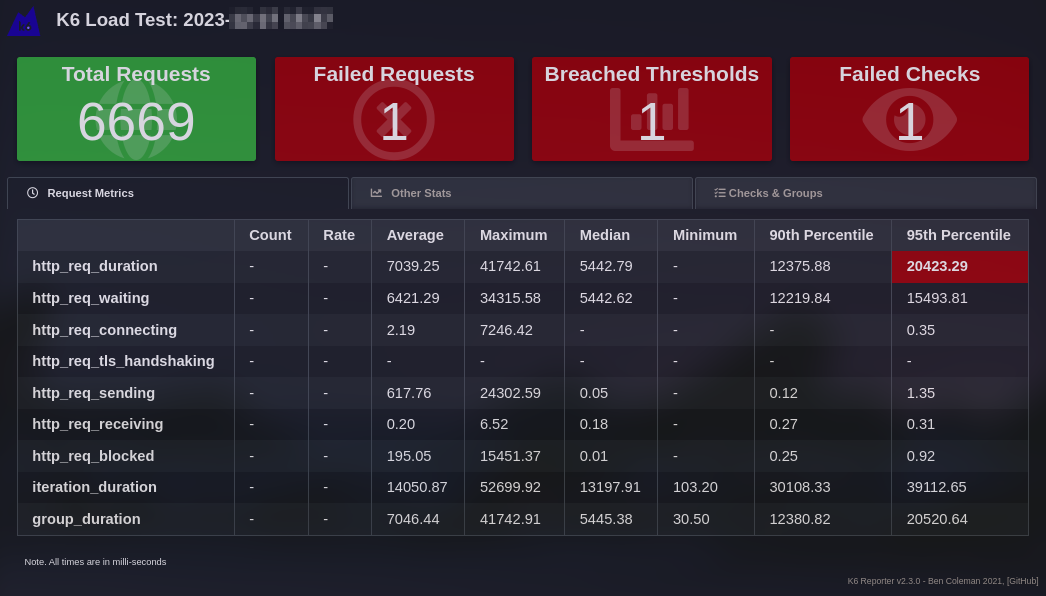 K6 Load Test: 2023-
Total Requests Failed Requests Breached Thresholds Failed Checks
6669 1 1 1
Request Metrics Other Stats Checks & Groups
Count Rate Average Maximum Median Minimum 90th Percentile 95th Percentile
http_req_duration - - 7039.25 41742.61 5442.79 - 12375.88 20423.29
http_req_waiting - - 6421.29 34315.58 5442.62 - 12219.84 15493.81
http_req_connecting - - 2.19 7246.42 - - - 0.35
http_req_tls_handshaking - - - - - - - -
http_req_sending - - 617.76 24302.59 0.05 - 0.12 1.35
http_req_receiving - - 0.20 6.52 0.18 - 0.27 0.31
http_req_blocked - - 195.05 15451.37 0.01 - 0.25 0.92
iteration_duration - - 14050.87 52699.92 13197.91 103.20 30108.33 39112.65
group_duration - - 7046.44 41742.91 5445.38 30.50 12380.82 20520.64
Note. All times are in milli-seconds
K6 Reporter v2.3.0 - Ben Coleman 2021, [GitHub]